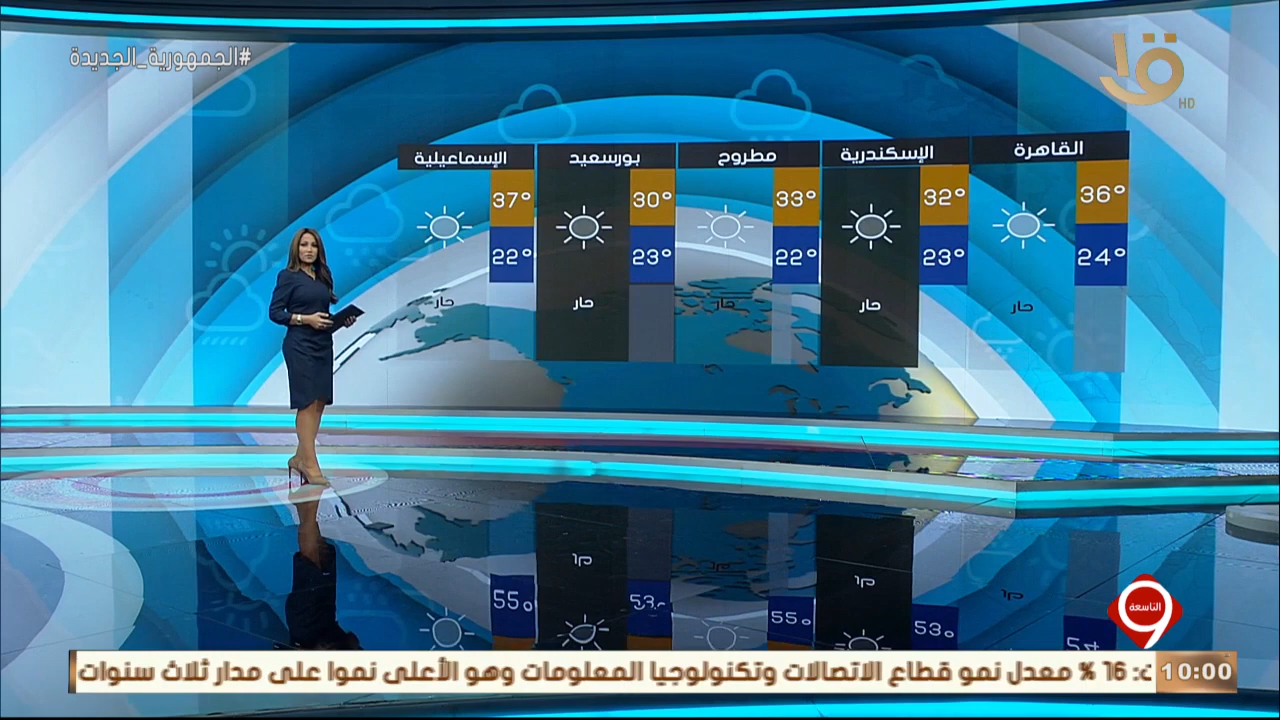 #الجمهورية_الجديدة
HD
القاهرة
36°
24°
حار
الإسكندرية
32°
23°
حار
مطروح
33°
22°
حار
بورسعيد
30°
23°
حار
الإسماعيلية
37°
22°
حار
التاسعة
9
16 % معدل نمو قطاع الاتصالات وتكنولوجيا المعلومات وهو الأعلى نموا على مدار ثلاث سنوات
10:00